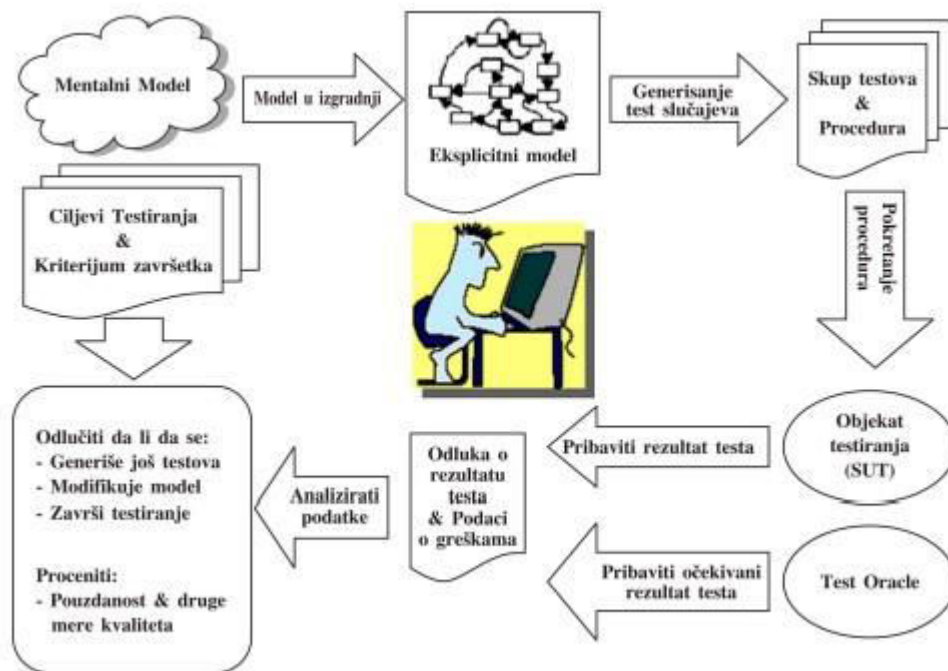 Mentalni Model
Model u izgradnji
Eksplicitni model
Generisanje
test slučajeva
Skup testova
&
Procedura
Ciljevi Testiranja
&
Kriterijum završetka
Pokretanje
procedura
Odlučiti da li da se:
- Generiše još testova
- Modifikuje model
- Završi testiranje
Proceniti:
- Pouzdanost & druge
mere kvaliteta
Analizirati
podatke
Odluka o
rezultatu
testa
& Podaci
o greškama
Pribaviti rezultat testa
Objekat
testiranja
(SUT)
Pribaviti očekivani
rezultat testa
Test Oracle